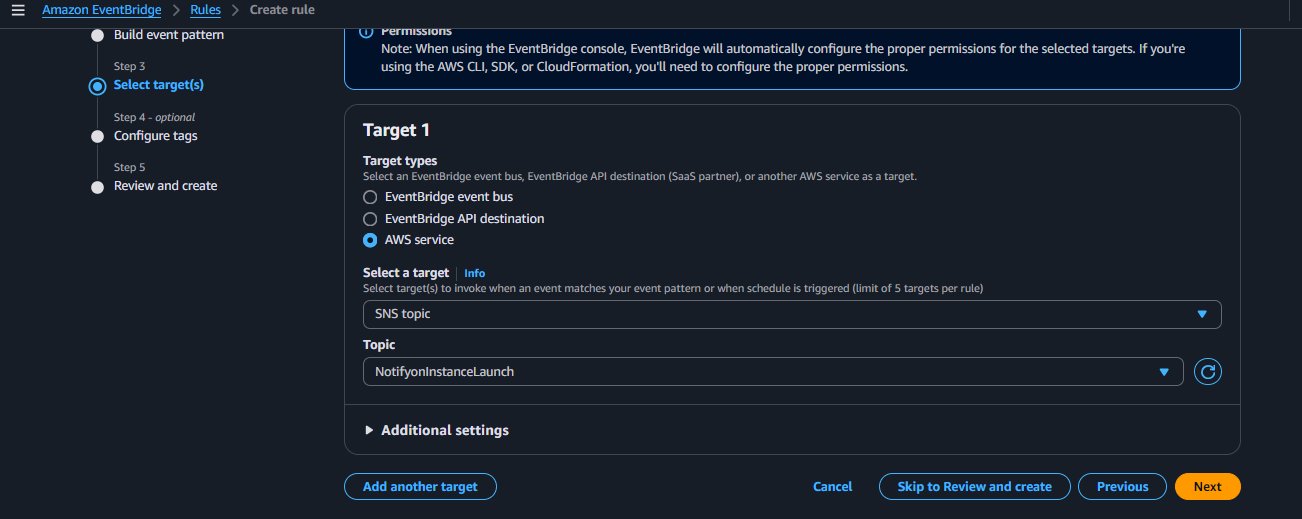 Amazon EventBridge > Rules > Create rule
Build event pattern
Step 3
Select target(s)
Step 4 - optional
Configure tags
Step 5
Review and create
Permissions
Note: When using the EventBridge console, EventBridge will automatically configure the proper permissions for the selected targets. If you're
using the AWS CLI, SDK, or CloudFormation, you'll need to configure the proper permissions.
Target 1
Target types
Select an EventBridge event bus, EventBridge API destination (SaaS partner), or another AWS service as a target.
EventBridge event bus
EventBridge API destination
AWS service
Select a target Info
Select target(s) to invoke when an event matches your event pattern or when schedule is triggered (limit of 5 targets per rule)
SNS topic
Topic
NotifyonInstanceLaunch
Additional settings
Add another target Cancel Skip to Review and create Previous Next